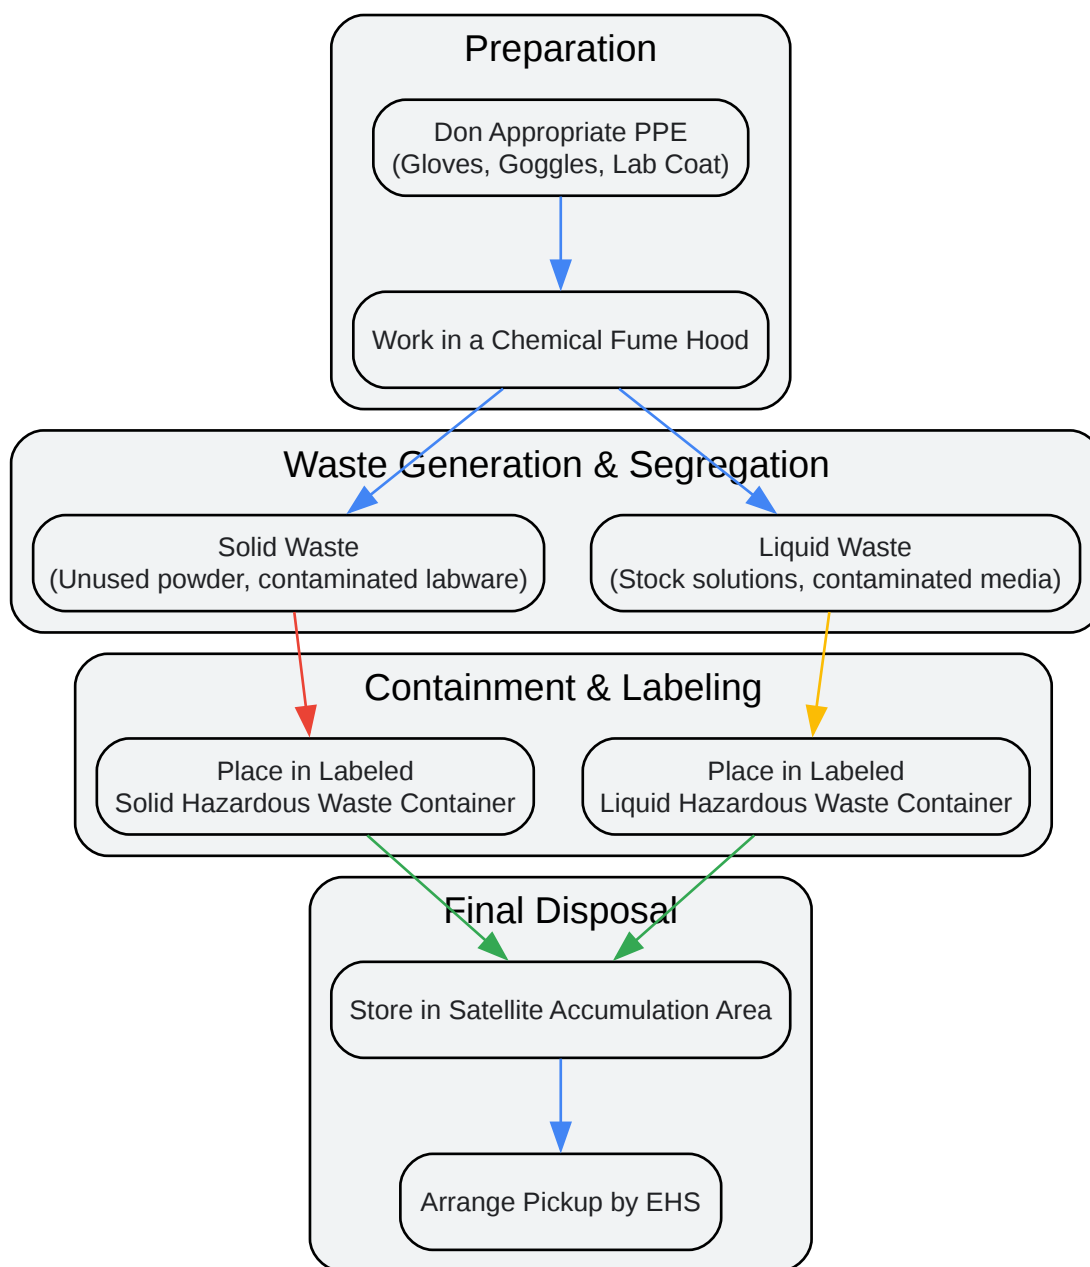 Preparation
Don Appropriate PPE
(Gloves, Goggles, Lab Coat)
Work in a Chemical Fume Hood
Waste Generation & Segregation
Solid Waste
(Unused powder, contaminated labware)
Liquid Waste
(Stock solutions, contaminated media)
Containment & Labeling
Place in Labeled
Solid Hazardous Waste Container
Place in Labeled
Liquid Hazardous Waste Container
Final Disposal
Store in Satellite Accumulation Area
Arrange Pickup by EHS